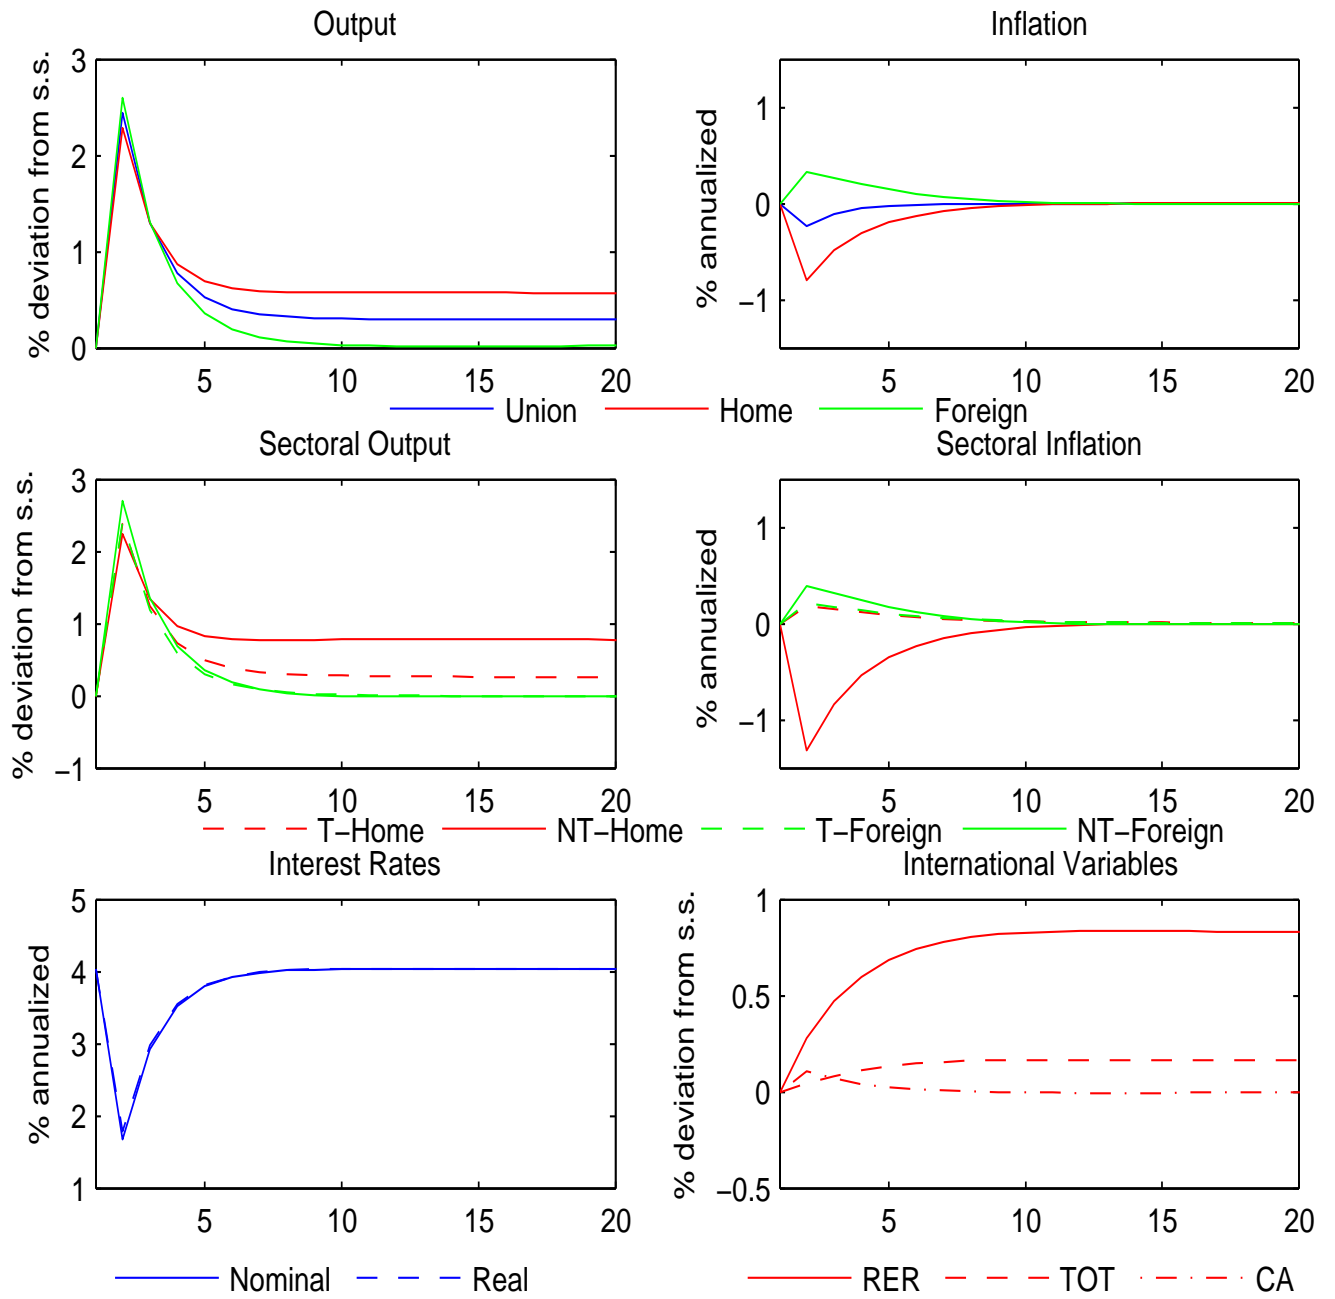 Output
% deviation from s.s.
3
2
1
0
5 10 15 20
Inflation
% annualized
1
0
−1
5 10 15 20
Union Home Foreign
Sectoral Output
% deviation from s.s.
3
2
1
0
−1
5 10 15 20
Sectoral Inflation
% annualized
1
0
−1
5 10 15 20
T−Home NT−Home T−Foreign NT−Foreign
Interest Rates
% annualized
5
4
3
2
1
5 10 15 20
Nominal Real
International Variables
% deviation from s.s.
1
0.5
0
−0.5
5 10 15 20
RER TOT CA